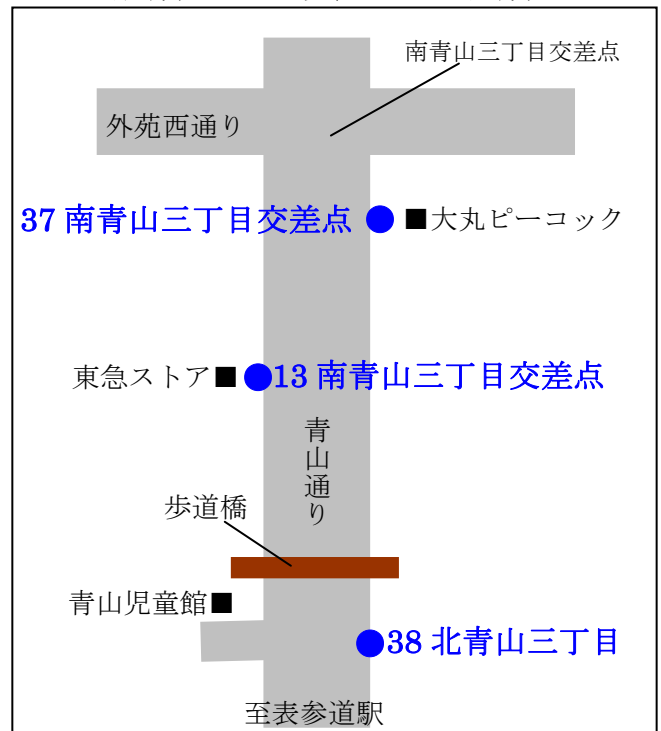 南青山三丁目交差点
外苑西通り
37 南青山三丁目交差点
■大丸ピーコック
東急ストア■
13 南青山三丁目交差点
青山通り
歩道橋
青山児童館■
38 北青山三丁目
至表参道駅